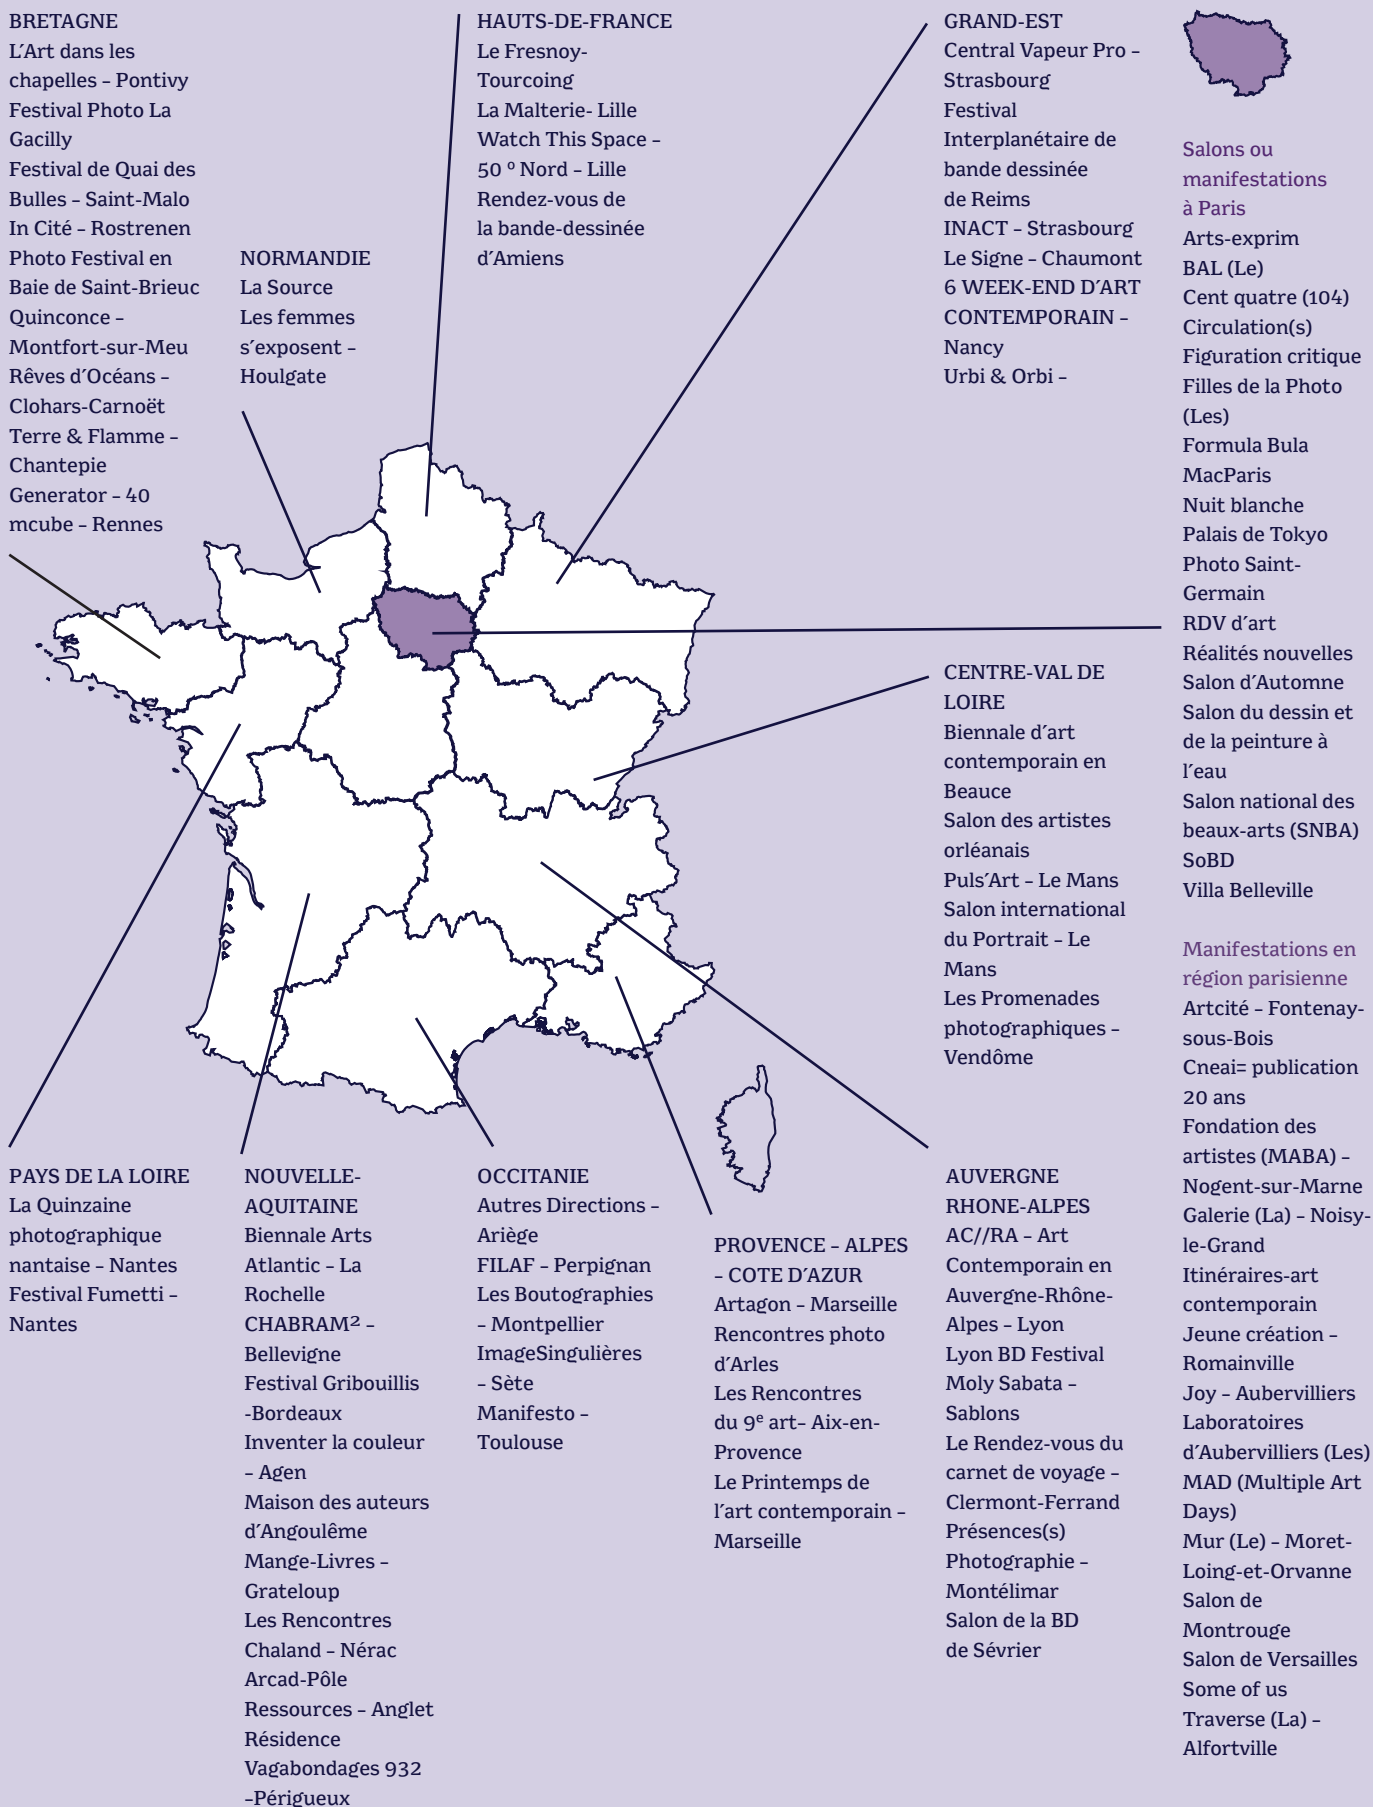 BRETAGNE
L'Art dans les
chapelles – Pontivy
Festival Photo La
Gacilly
Festival de Quai des
Bulles – Saint-Malo
In Cité – Rostrenen
Photo Festival en
Baie de Saint-Brieuc
Quinconce –
Montfort-sur-Meu
Rêves d'Océans –
Clohars-Carnoët
Terre & Flamme –
Chantepie
Generator – 40
mcube – Rennes
NORMANDIE
La Source
Les femmes
s'exposent –
Houlgate
HAUTS-DE-FRANCE
Le Fresnoy-
Tourcoing
La Malterie- Lille
Watch This Space –
50 º Nord – Lille
Rendez-vous de
la bande-dessinée
d'Amiens
GRAND-EST
Central Vapeur Pro –
Strasbourg
Festival
Interplanétaire de
bande dessinée
de Reims
INACT – Strasbourg
Le Signe – Chaumont
6 WEEK-END D'ART
CONTEMPORAIN –
Nancy
Urbi & Orbi –
CENTRE-VAL DE
LOIRE
Biennale d'art
contemporain en
Beauce
Salon des artistes
orléanais
Puls'Art – Le Mans
Salon international
du Portrait – Le
Mans
Les Promenades
photographiques –
Vendôme
PAYS DE LA LOIRE
La Quinzaine
photographique
nantaise – Nantes
Festival Fumetti –
Nantes
NOUVELLE-
AQUITAINE
Biennale Arts
Atlantic – La
Rochelle
CHABRAM² –
Bellevigne
Festival Gribouillis
-Bordeaux
Inventer la couleur
– Agen
Maison des auteurs
d'Angoulême
Mange-Livres –
Grateloup
Les Rencontres
Chaland – Nérac
Arcad-Pôle
Ressources – Anglet
Résidence
Vagabondages 932
–Périgueux
OCCITANIE
Autres Directions –
Ariège
FILAF – Perpignan
Les Boutographies
– Montpellier
ImageSingulières
– Sète
Manifesto –
Toulouse
PROVENCE – ALPES
– COTE D'AZUR
Artagon – Marseille
Rencontres photo
d'Arles
Les Rencontres
du 9ᵉ art– Aix-en-
Provence
Le Printemps de
l'art contemporain –
Marseille
AUVERGNE
RHONE-ALPES
AC//RA – Art
Contemporain en
Auvergne-Rhône-
Alpes – Lyon
Lyon BD Festival
Moly Sabata –
Sablons
Le Rendez-vous du
carnet de voyage –
Clermont-Ferrand
Présences(s)
Photographie –
Montélimar
Salon de la BD
de Sévrier
Salons ou
manifestations
à Paris
Arts-exprim
BAL (Le)
Cent quatre (104)
Circulation(s)
Figuration critique
Filles de la Photo
(Les)
Formula Bula
MacParis
Nuit blanche
Palais de Tokyo
Photo Saint-
Germain
RDV d'art
Réalités nouvelles
Salon d'Automne
Salon du dessin et
de la peinture à
l'eau
Salon national des
beaux-arts (SNBA)
SoBD
Villa Belleville
Manifestations en
région parisienne
Artcité – Fontenay-
sous-Bois
Cneai= publication
20 ans
Fondation des
artistes (MABA) –
Nogent-sur-Marne
Galerie (La) – Noisy-
le-Grand
Itinéraires-art
contemporain
Jeune création –
Romainville
Joy – Aubervilliers
Laboratoires
d'Aubervilliers (Les)
MAD (Multiple Art
Days)
Mur (Le) – Moret-
Loing-et-Orvanne
Salon de
Montrouge
Salon de Versailles
Some of us
Traverse (La) –
Alfortville